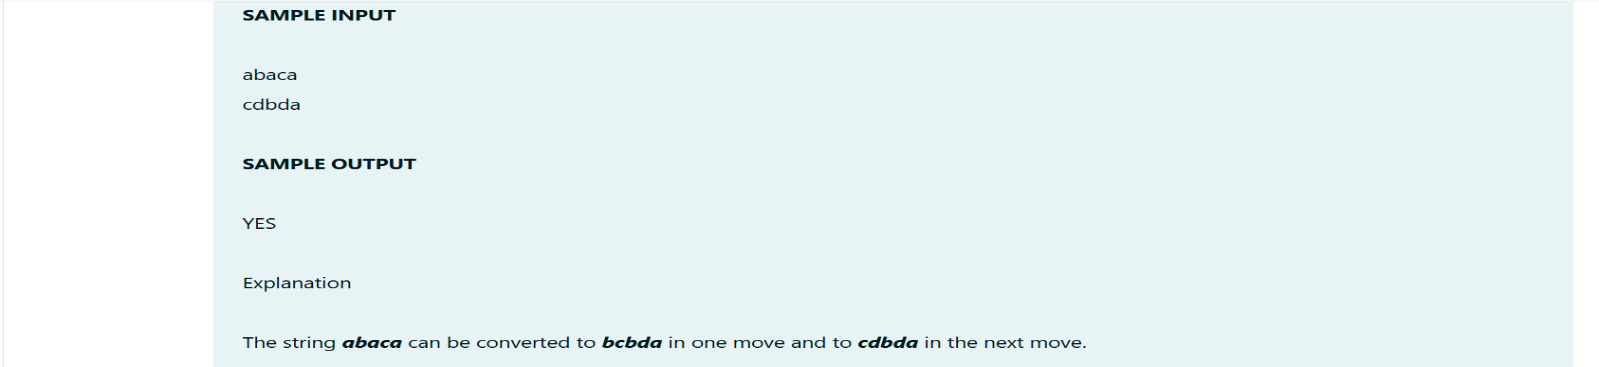 SAMPLE INPUT
abaca
cdbda
SAMPLE OUTPUT
YES
Explanation
The string abaca can be converted to bcbda in one move and to cdbda in the next move.